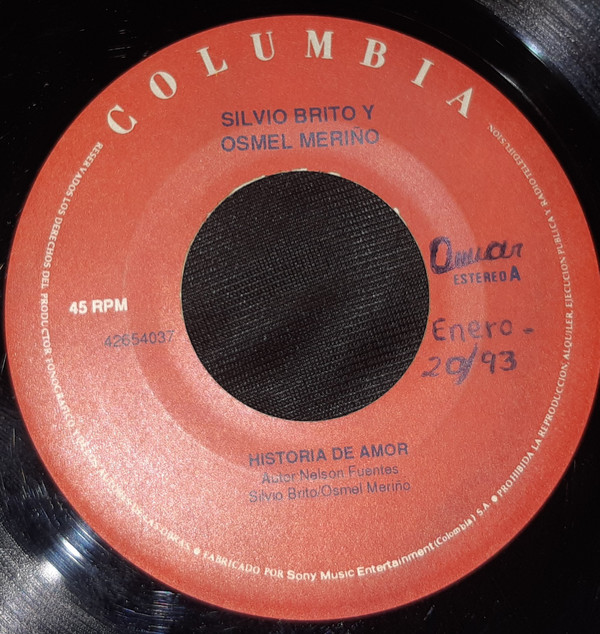 COLUMBIA
SILVIO BRITO Y
OSMEL MERIÑO
Omar
ESTEREO A
45 RPM
42654037
Enero-
20/93
HISTORIA DE AMOR
Autor Nelson Fuentes
Silvio Brito/Osmel Meriño
RESERVADOS LOS DERECHOS DEL PRODUCTOR FONOGRAFICO
FABRICADO POR Sony Music Entertainment (Colombia) S.A. ● PROHIBIDA LA REPRODUCCION, ALQUILER, EJECUCION PUBLICA Y RADIOTELEDIFUSION